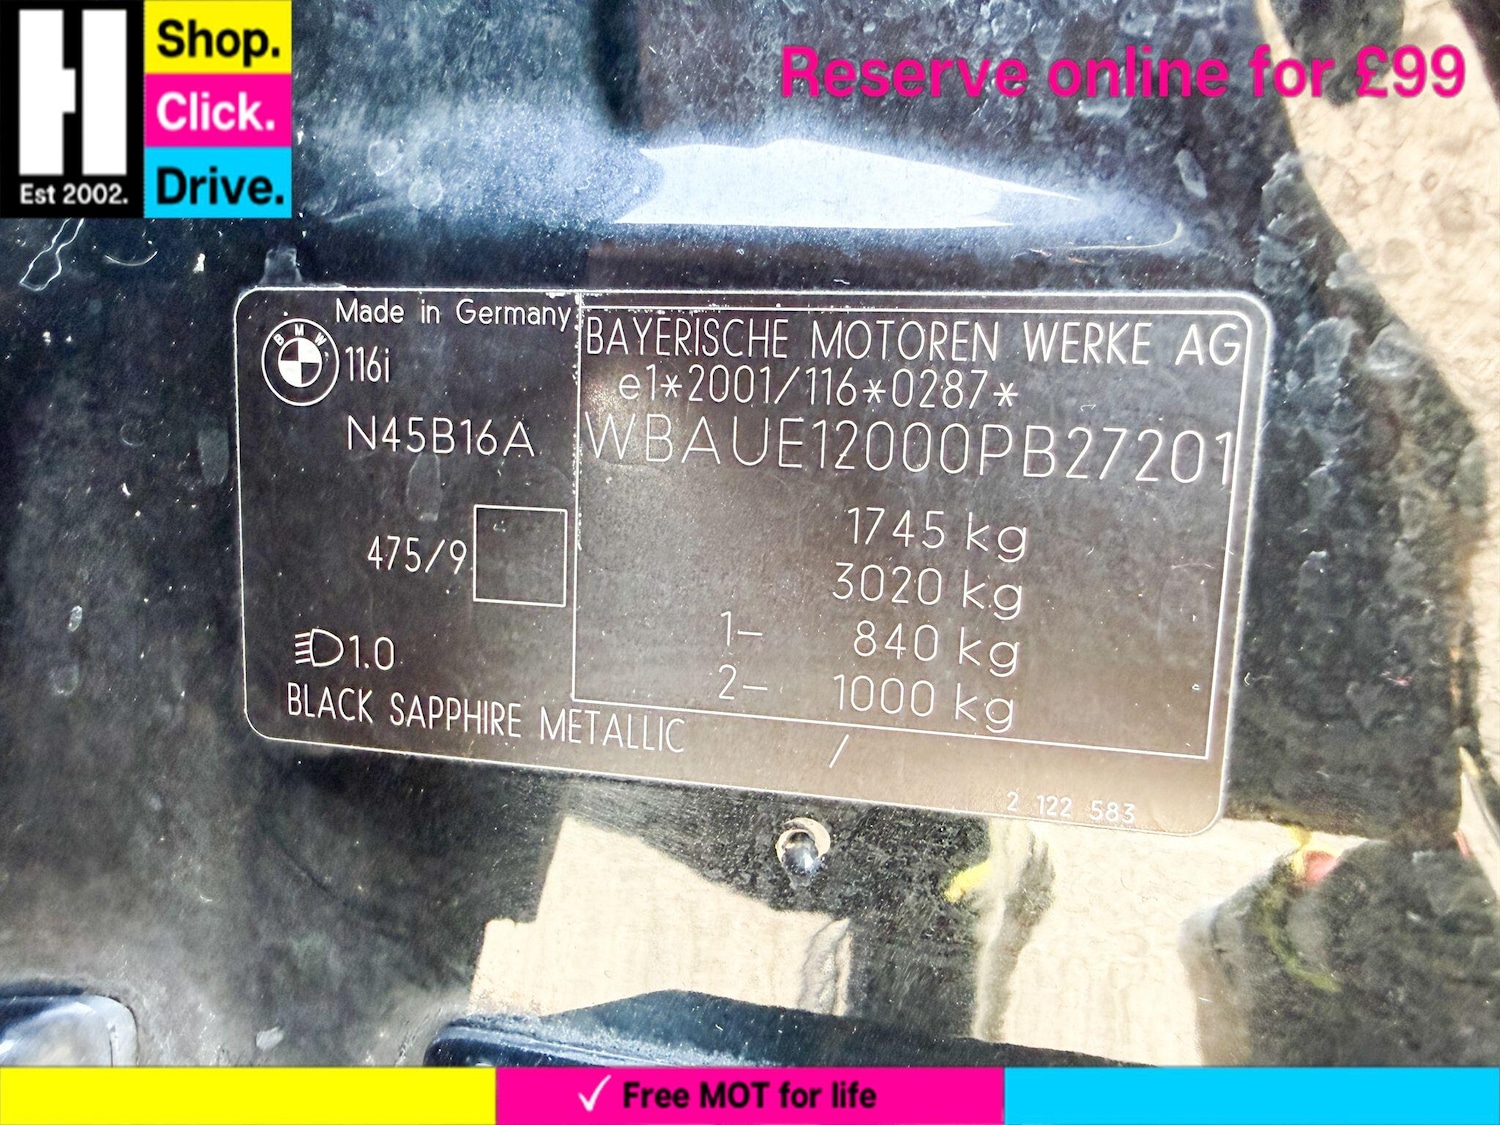 Shop.
Click.
Drive.
Est 2002.
Reserve online for £99
Made in Germany
BMW
116i
N45B16A
475/9
1.0
BLACK SAPPHIRE METALLIC
BAYERISCHE MOTOREN WERKE AG
e1*2001/116*0287*
WBAUE12000PB27201
1745 kg
3020 kg
1- 840 kg
2- 1000 kg
/
2 122 583
✓ Free MOT for life